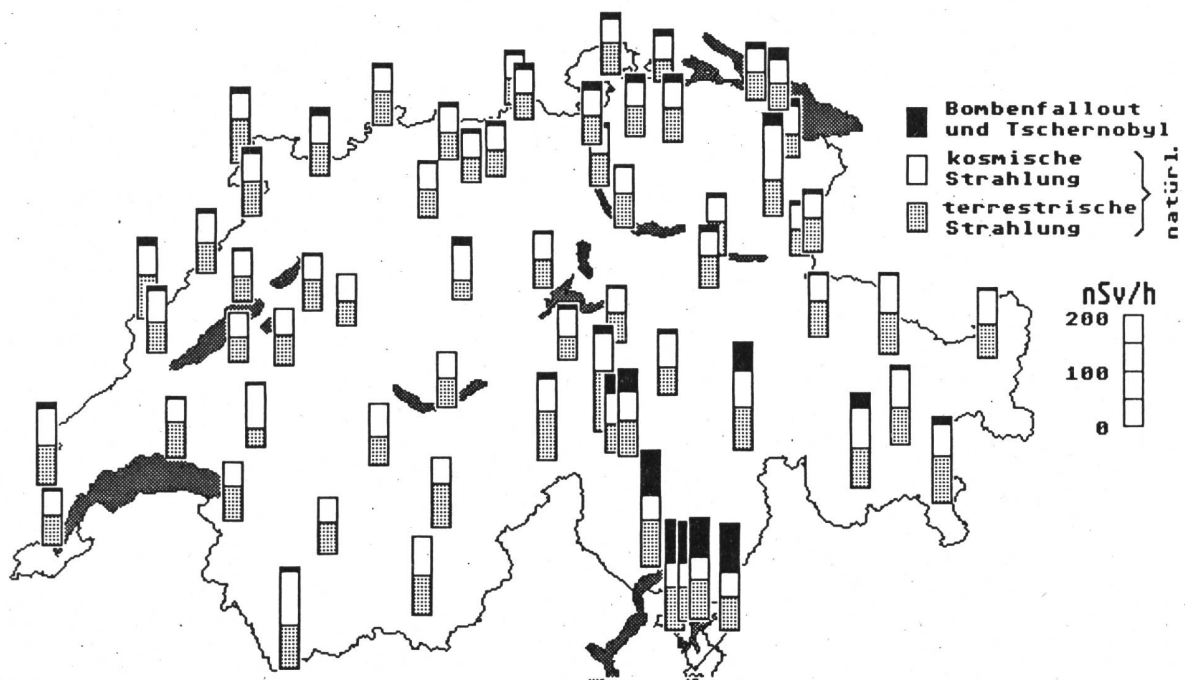 Bombenfallout
und Tschernobyl
kosmische
Strahlung
terrestrische
Strahlung
natürl.
nSv/h
200
100
0